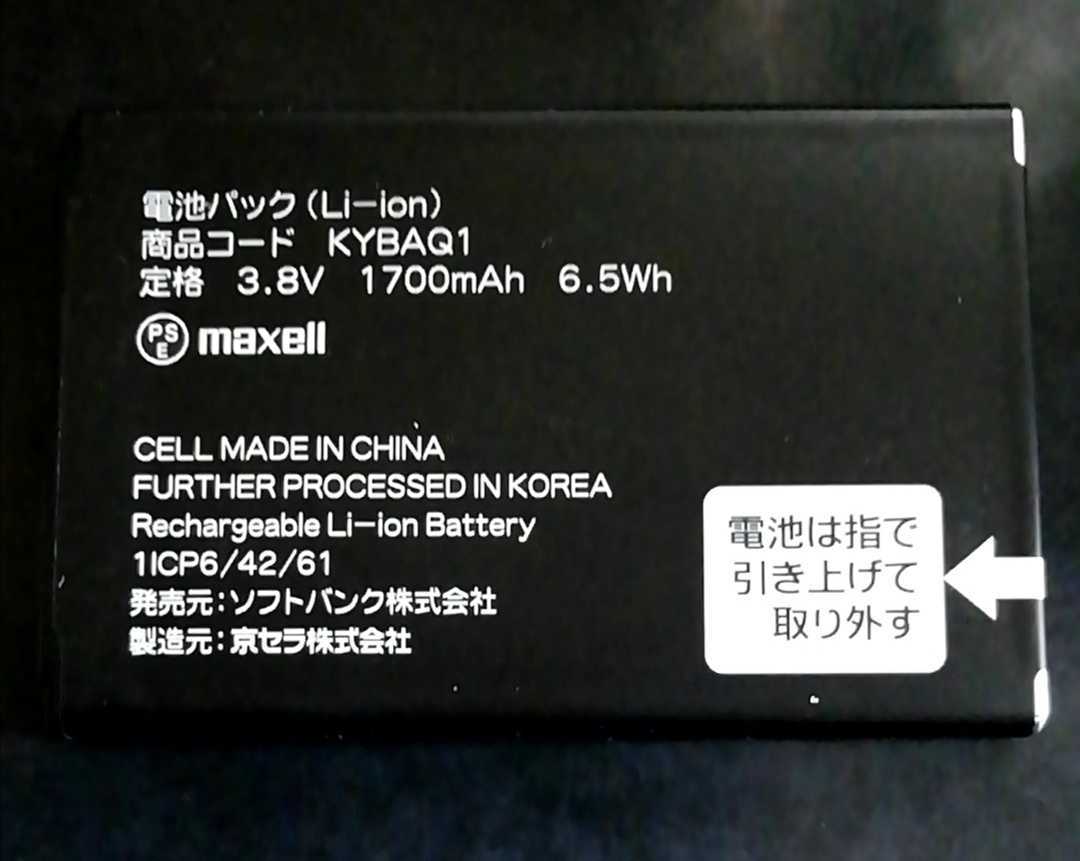 電池パック（Li-ion）
商品コード KYBAQ1
定格 3.8V 1700mAh 6.5Wh
PSE maxell
CELL MADE IN CHINA
FURTHER PROCESSED IN KOREA
Rechargeable Li-ion Battery
1ICP6/42/61
発売元：ソフトバンク株式会社
製造元：京セラ株式会社
電池は指で
引き上げて
取り外す